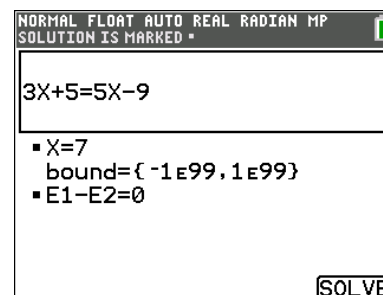 NORMAL FLOAT AUTO REAL RADIAN MP
SOLUTION IS MARKED ▪
3X+5=5X-9
▪ X=7
bound={-1ᴇ99,1ᴇ99}
▪ E1-E2=0
SOLVE